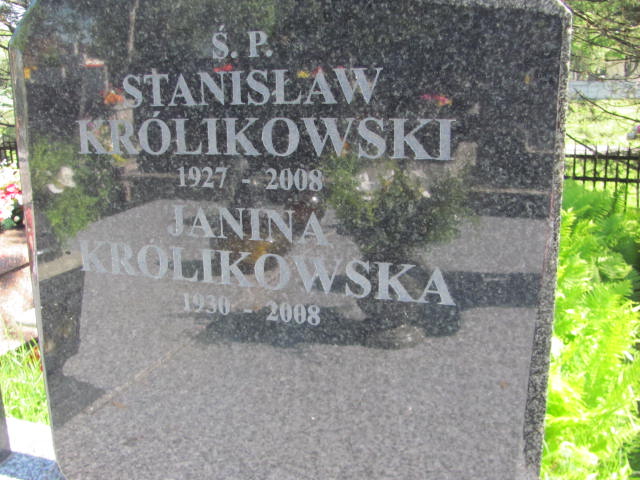 Ś. P.
STANISŁAW
KRÓLIKOWSKI
1927 - 2008
JANINA
KRÓLIKOWSKA
1930 - 2008